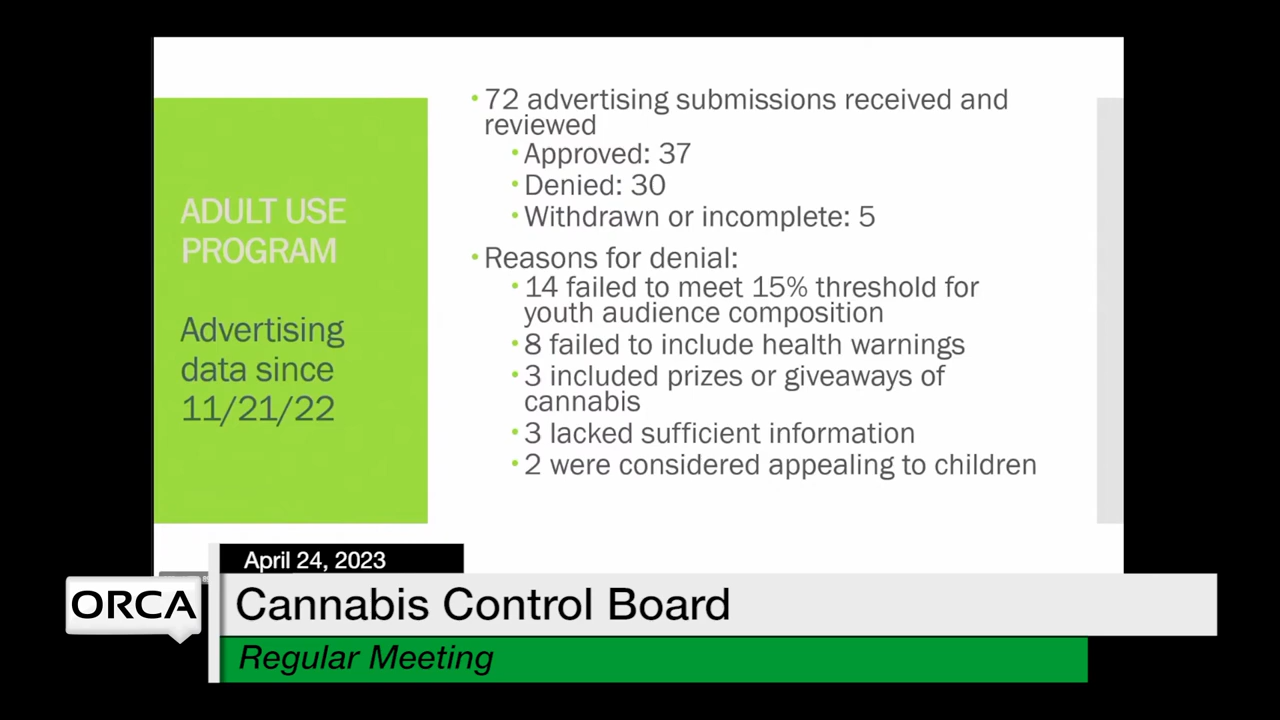 ADULT USE
PROGRAM
Advertising
data since
11/21/22
• 72 advertising submissions received and
reviewed
• Approved: 37
• Denied: 30
• Withdrawn or incomplete: 5
• Reasons for denial:
• 14 failed to meet 15% threshold for
youth audience composition
• 8 failed to include health warnings
• 3 included prizes or giveaways of
cannabis
• 3 lacked sufficient information
• 2 were considered appealing to children
April 24, 2023
ORCA
Cannabis Control Board
Regular Meeting